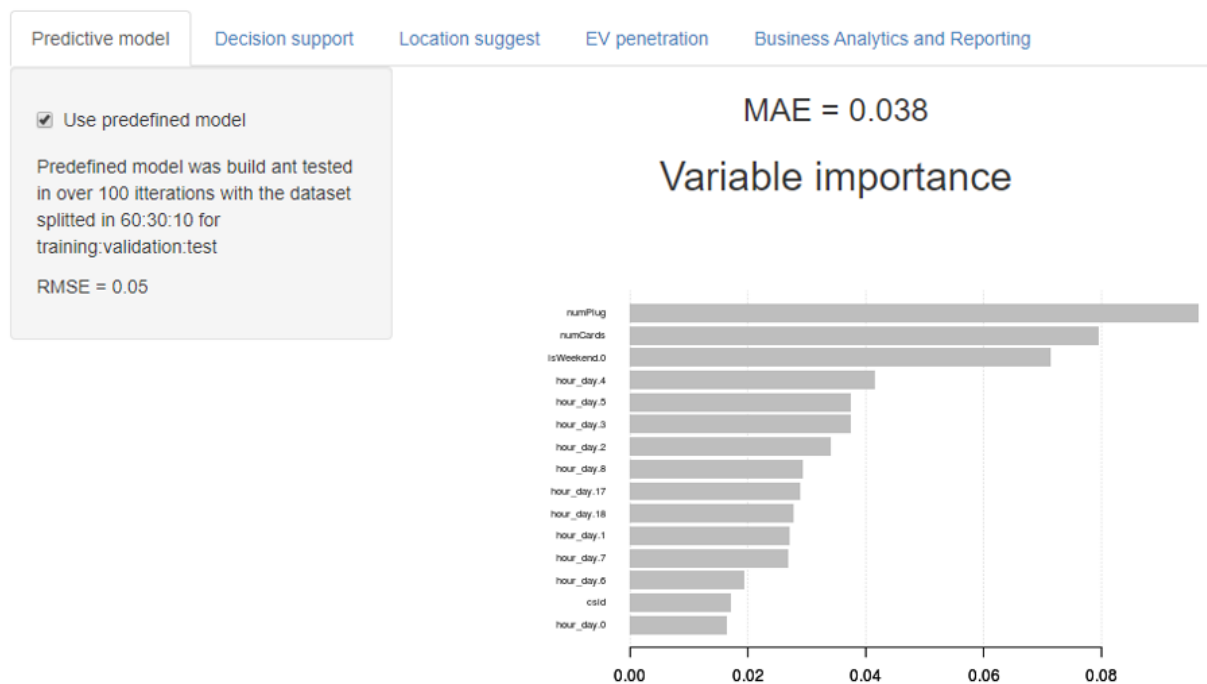 Predictive model
Decision support
Location suggest
EV penetration
Business Analytics and Reporting
Use predefined model
Predefined model was build ant tested
in over 100 itterations with the dataset
splitted in 60:30:10 for
training:validation:test
RMSE = 0.05
MAE = 0.038
Variable importance
numPlug
numCards
isWeekend.0
hour_day.4
hour_day.5
hour_day.3
hour_day.2
hour_day.8
hour_day.17
hour_day.18
hour_day.1
hour_day.7
hour_day.6
csId
hour_day.0
0.00
0.02
0.04
0.06
0.08